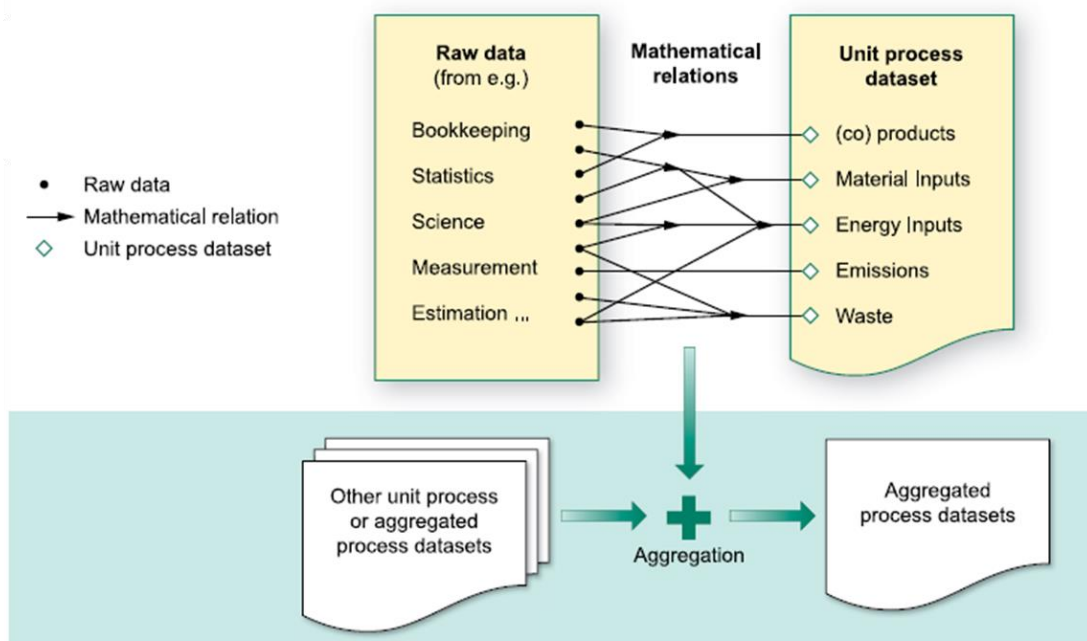 Raw data
(from e.g.)
Bookkeeping
Statistics
Science
Measurement
Estimation ...
Mathematical
relations
Unit process
dataset
(co) products
Material Inputs
Energy Inputs
Emissions
Waste
Raw data
Mathematical relation
Unit process dataset
Other unit process
or aggregated
process datasets
Aggregation
Aggregated
process datasets